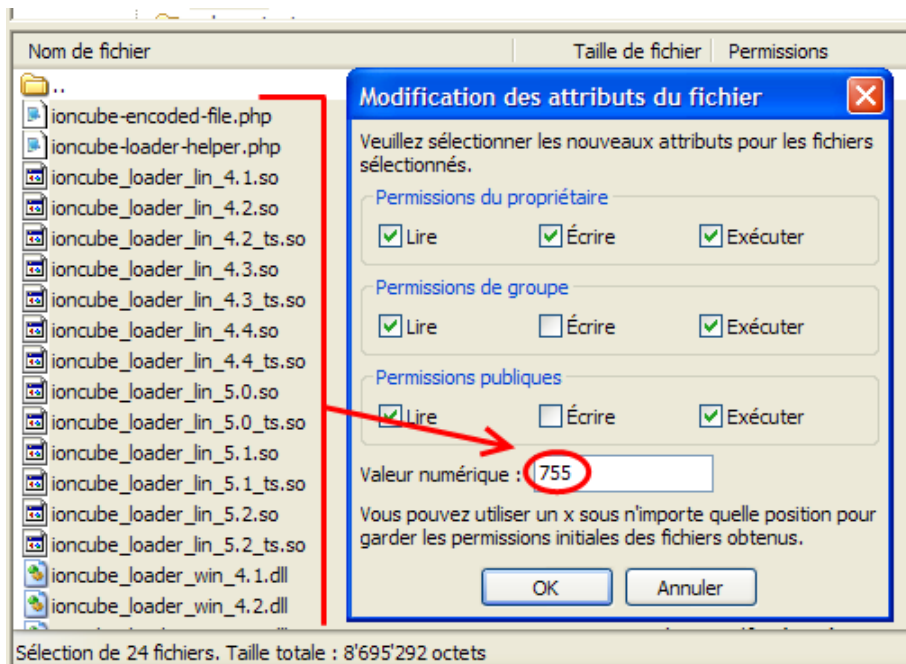 Nom de fichier Taille de fichier Permissions
..
ioncube-encoded-file.php
ioncube-loader-helper.php
ioncube_loader_lin_4.1.so
ioncube_loader_lin_4.2.so
ioncube_loader_lin_4.2_ts.so
ioncube_loader_lin_4.3.so
ioncube_loader_lin_4.3_ts.so
ioncube_loader_lin_4.4.so
ioncube_loader_lin_4.4_ts.so
ioncube_loader_lin_5.0.so
ioncube_loader_lin_5.0_ts.so
ioncube_loader_lin_5.1.so
ioncube_loader_lin_5.1_ts.so
ioncube_loader_lin_5.2.so
ioncube_loader_lin_5.2_ts.so
ioncube_loader_win_4.1.dll
ioncube_loader_win_4.2.dll
Modification des attributs du fichier
Veuillez sélectionner les nouveaux attributs pour les fichiers
sélectionnés.
Permissions du propriétaire
Lire Écrire Exécuter
Permissions de groupe
Lire Écrire Exécuter
Permissions publiques
Lire Écrire Exécuter
Valeur numérique : 755
Vous pouvez utiliser un x sous n'importe quelle position pour
garder les permissions initiales des fichiers obtenus.
OK Annuler
Sélection de 24 fichiers. Taille totale : 8'695'292 octets